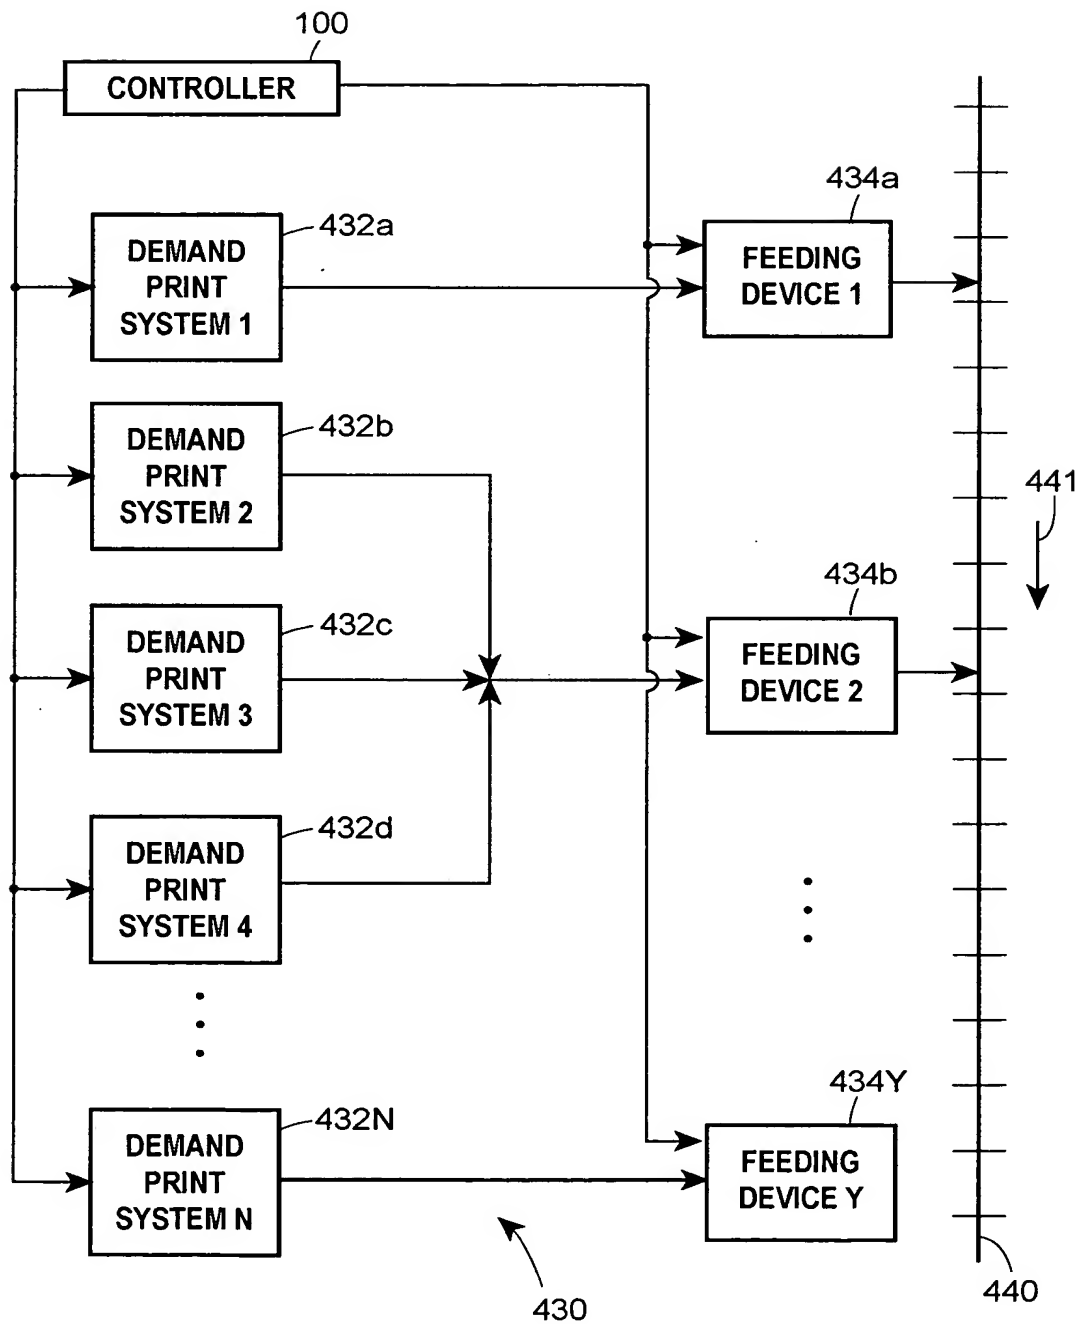 100
CONTROLLER
434a
432a
DEMAND
PRINT
SYSTEM 1
FEEDING
DEVICE 1
432b
DEMAND
PRINT
SYSTEM 2
441
434b
432c
DEMAND
PRINT
SYSTEM 3
FEEDING
DEVICE 2
432d
DEMAND
PRINT
SYSTEM 4
434Y
432N
DEMAND
PRINT
SYSTEM N
FEEDING
DEVICE Y
440
430